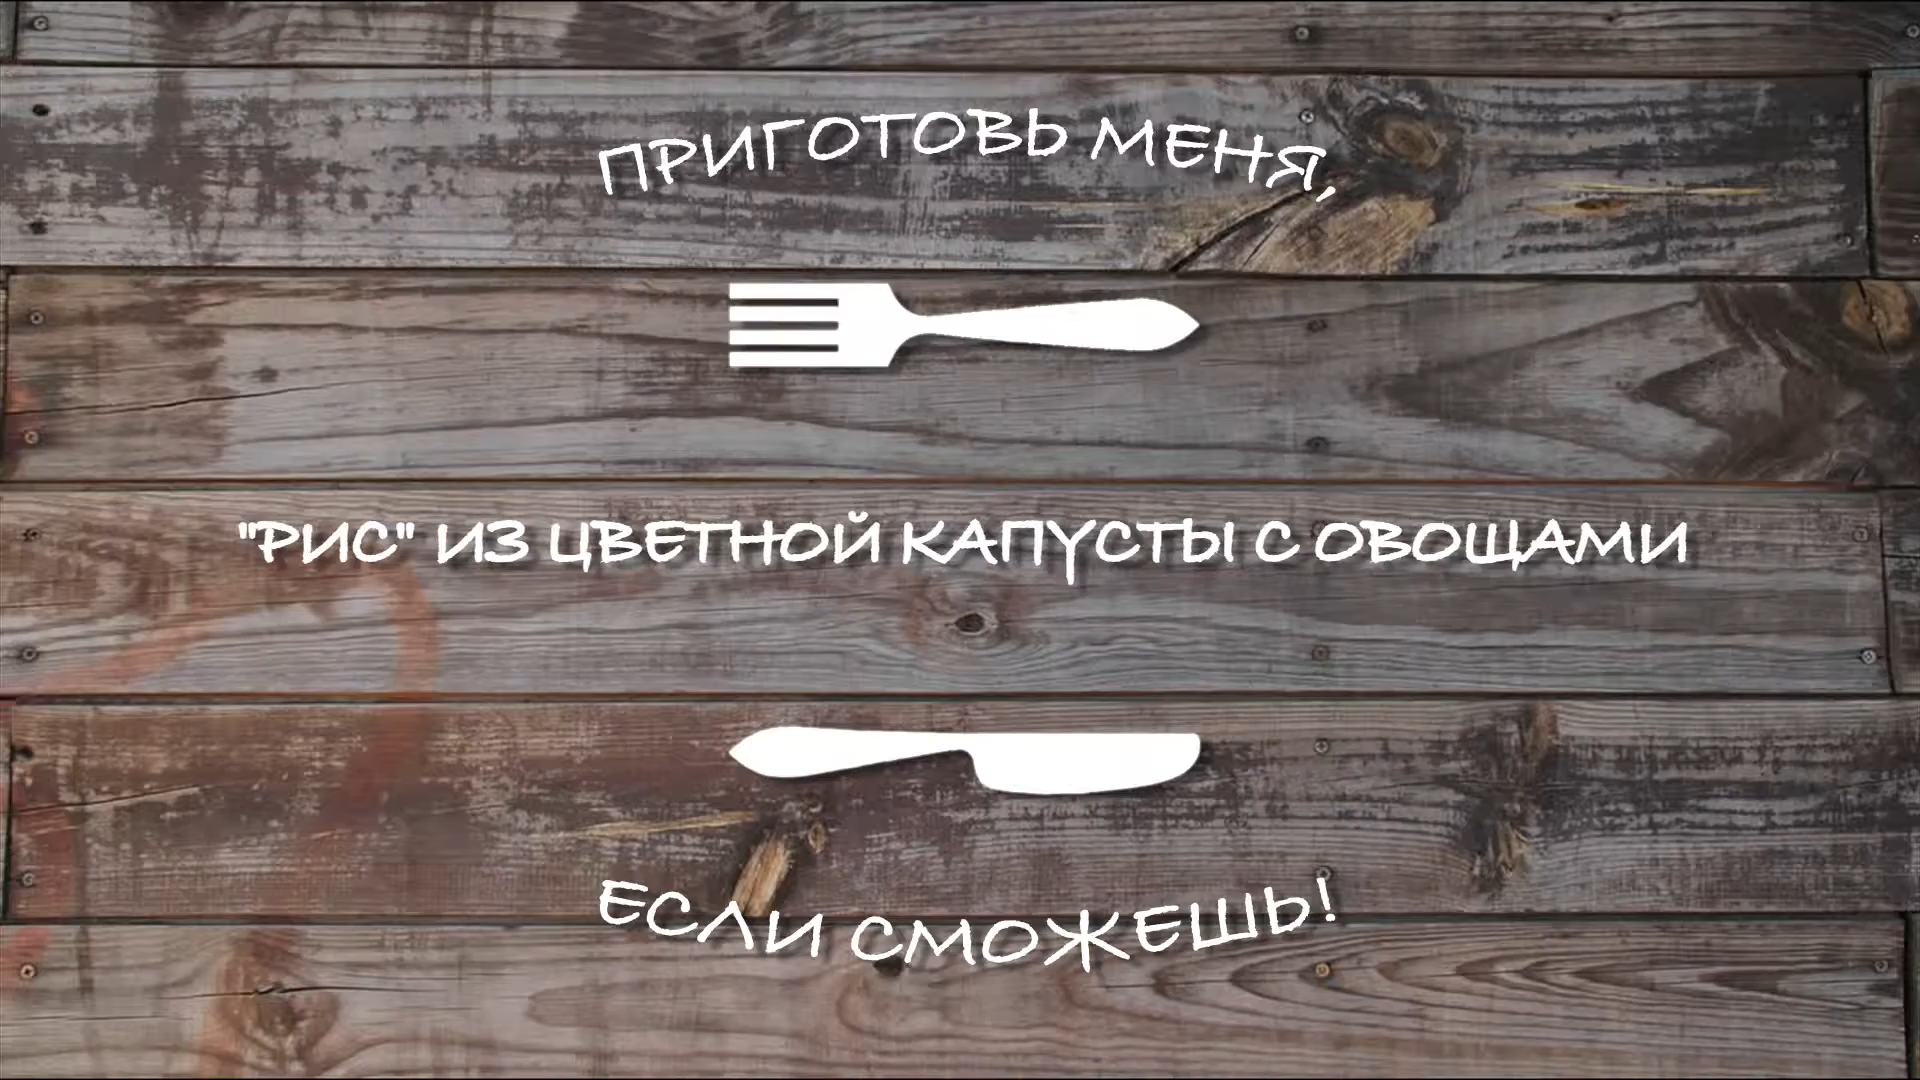 ПРИГОТОВЬ МЕНЯ,
"РИС" ИЗ ЦВЕТНОЙ КАПУСТЫ С ОВОЩАМИ
ЕСЛИ СМОЖЕШЬ!